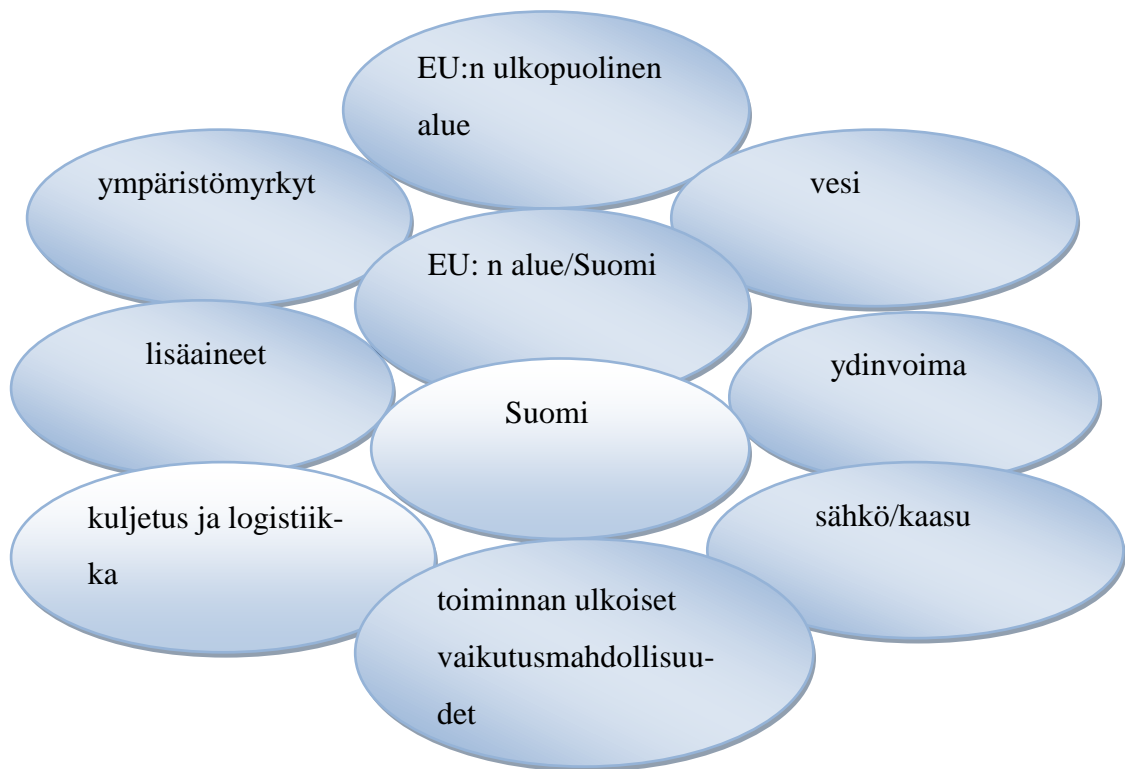 EU:n ulkopuolinen
alue
ympäristömyrkyt
vesi
EU: n alue/Suomi
lisäaineet
ydinvoima
Suomi
kuljetus ja logistiik-
ka
sähkö/kaasu
toiminnan ulkoiset
vaikutusmahdollisuu-
det